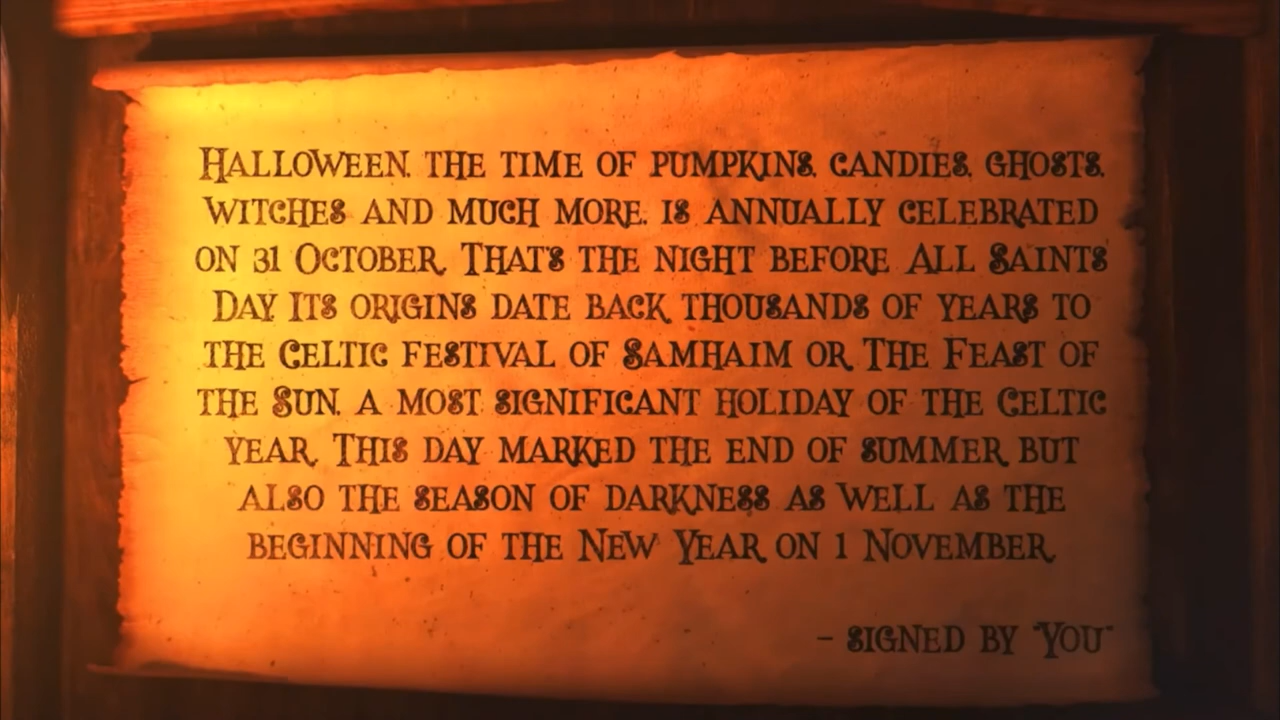 Halloween, the time of pumpkins, candies, ghosts,
witches and much more, is annually celebrated
on 31 October. That's the night before All Saints'
Day. Its origins date back thousands of years to
the Celtic festival of Samhaim or The Feast of
the Sun, a most significant holiday of the Celtic
year. This day marked the end of summer but
also the season of darkness as well as the
beginning of the New Year on 1 November.
- signed by "You"